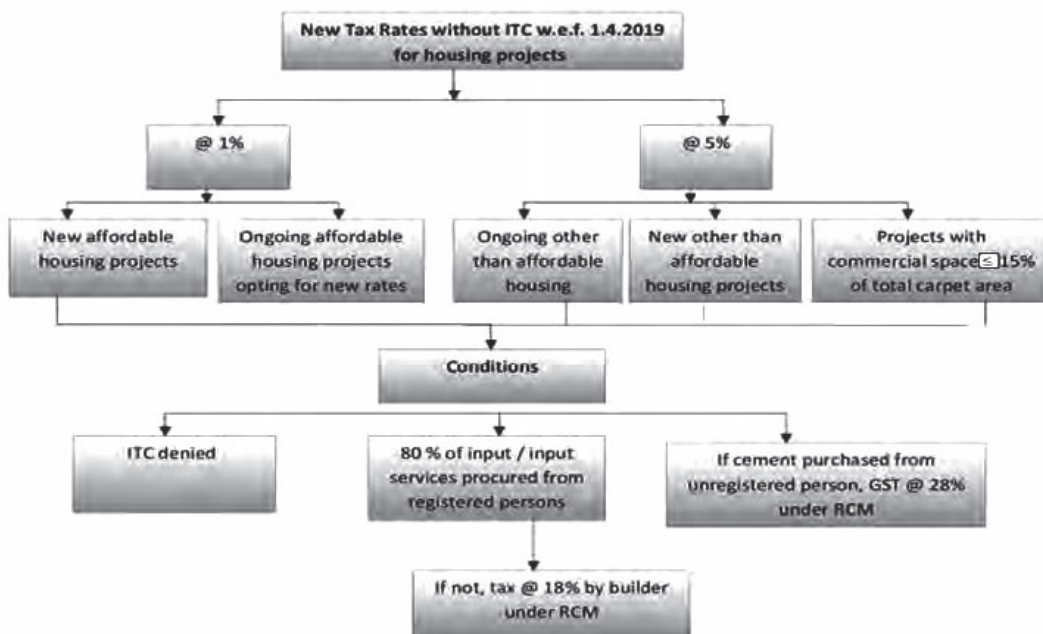 New Tax Rates without ITC w.e.f. 1.4.2019
for housing projects
@ 1%
@ 5%
New affordable
housing projects
Ongoing affordable
housing projects
opting for new rates
Ongoing other
than affordable
housing
New other than
affordable
housing projects
Projects with
commercial space ≤ 15%
of total carpet area
Conditions
ITC denied
80 % of input / input
services procured from
registered persons
If cement purchased from
unregistered person, GST @ 28%
under RCM
If not, tax @ 18% by builder
under RCM